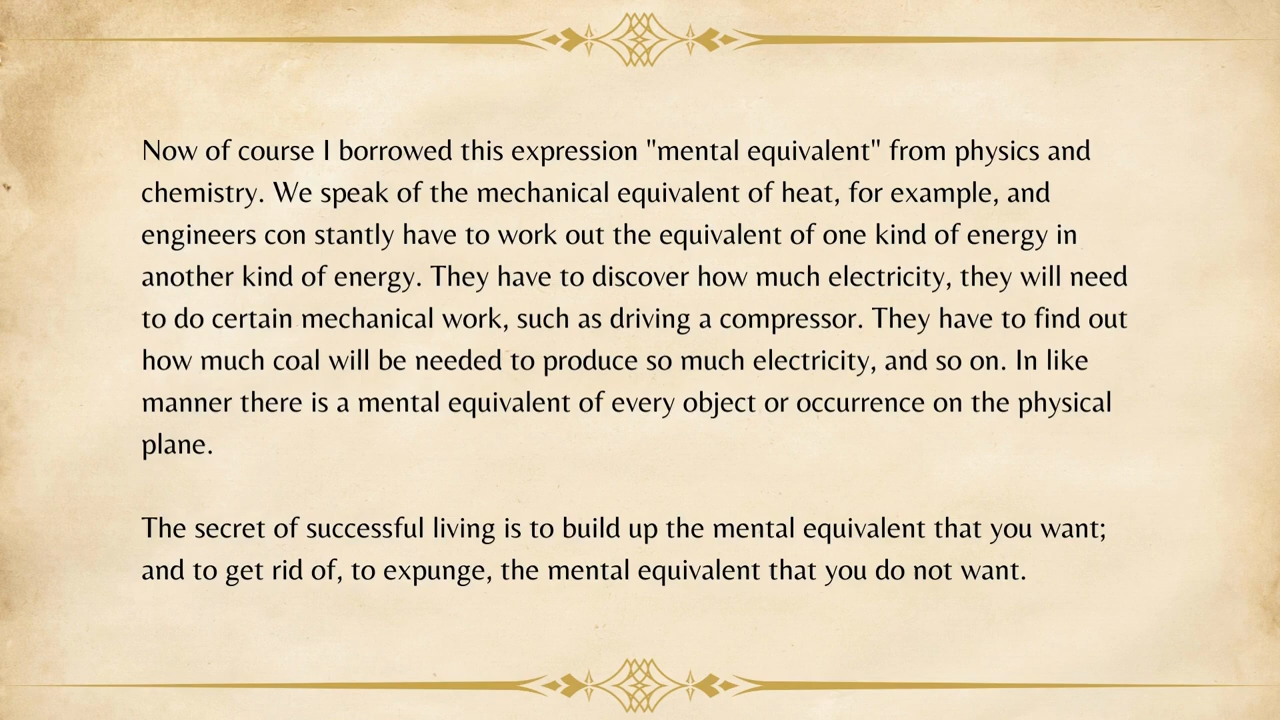 Now of course I borrowed this expression "mental equivalent" from physics and
chemistry. We speak of the mechanical equivalent of heat, for example, and
engineers con stantly have to work out the equivalent of one kind of energy in
another kind of energy. They have to discover how much electricity, they will need
to do certain mechanical work, such as driving a compressor. They have to find out
how much coal will be needed to produce so much electricity, and so on. In like
manner there is a mental equivalent of every object or occurrence on the physical
plane.
The secret of successful living is to build up the mental equivalent that you want;
and to get rid of, to expunge, the mental equivalent that you do not want.